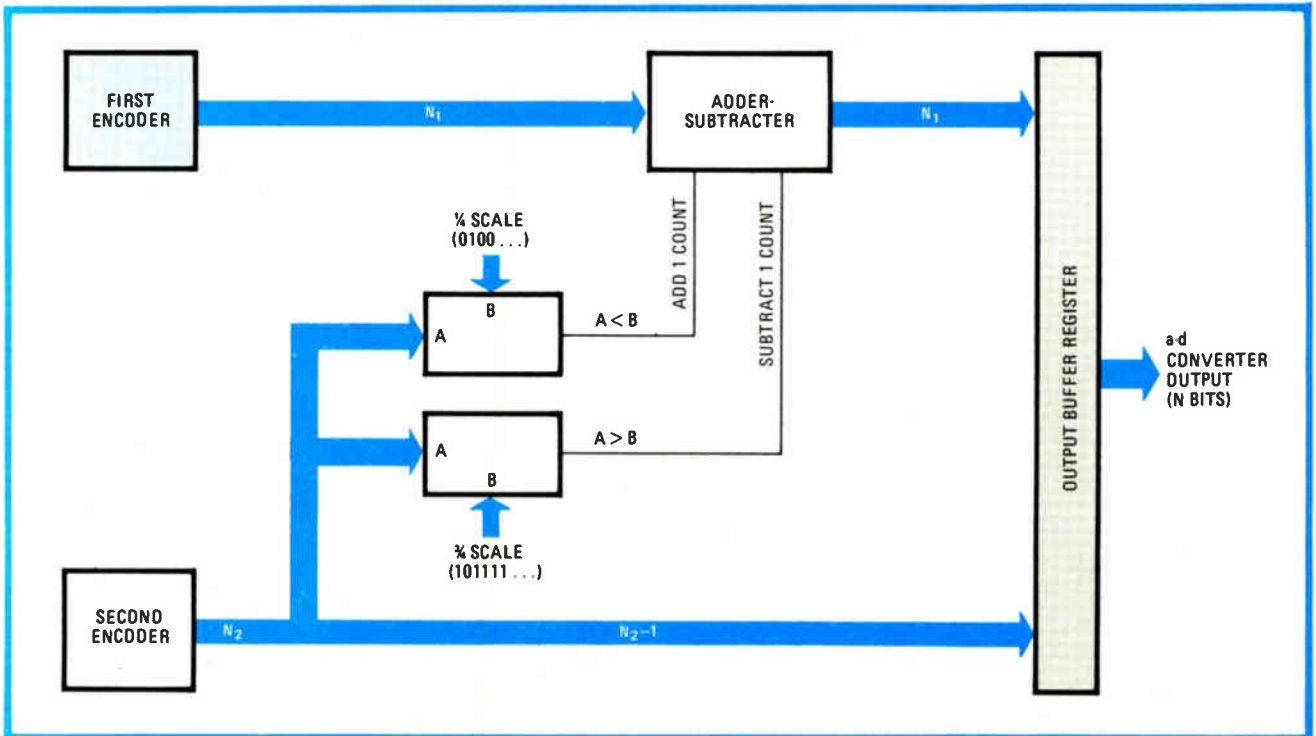 FIRST
ENCODER
N₁
ADDER-
SUBTRACTER
N₁
¼ SCALE
(0100 . . .)
B
A
A < B
ADD 1 COUNT
SUBTRACT 1 COUNT
A
B
A > B
¾ SCALE
(101111 . . .)
SECOND
ENCODER
N₂
N₂−1
OUTPUT BUFFER REGISTER
a-d
CONVERTER
OUTPUT
(N BITS)